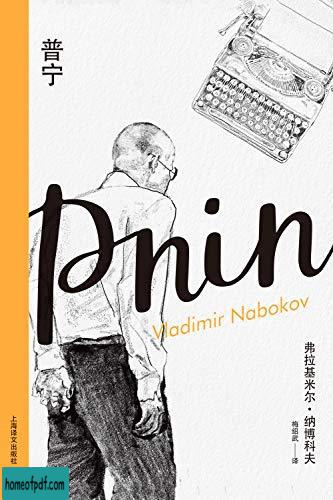 普宁
Pnin
Vladimir Nabokov
弗拉基米尔·纳博科夫
梅绍武 — 译
上海译文出版社
homeofpdf.com